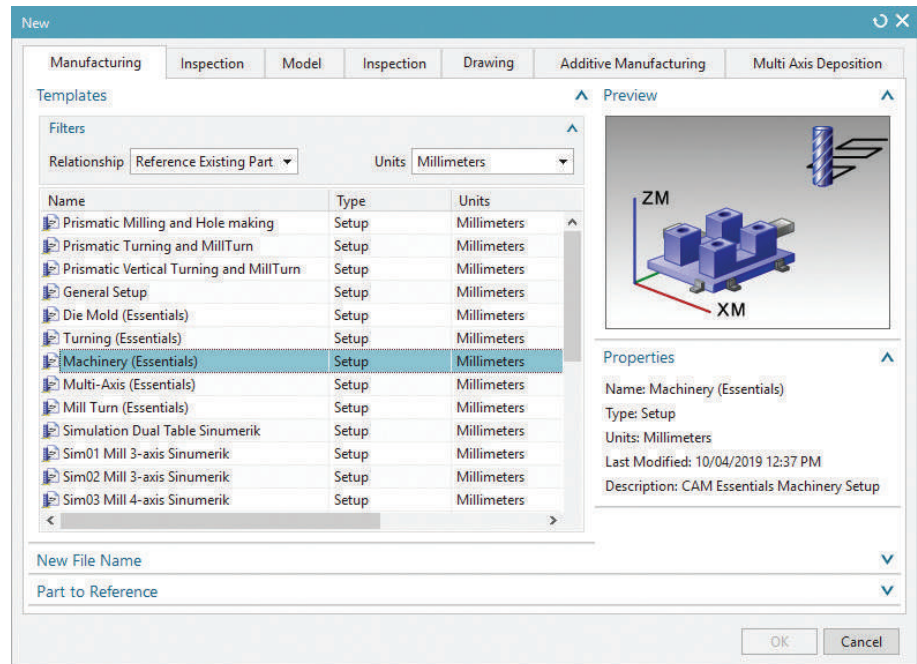 New
Manufacturing Inspection Model Inspection Drawing Additive Manufacturing Multi Axis Deposition
Templates
Filters
Relationship Reference Existing Part Units Millimeters
Name Type Units
Prismatic Milling and Hole making Setup Millimeters
Prismatic Turning and MillTurn Setup Millimeters
Prismatic Vertical Turning and MillTurn Setup Millimeters
General Setup Setup Millimeters
Die Mold (Essentials) Setup Millimeters
Turning (Essentials) Setup Millimeters
Machinery (Essentials) Setup Millimeters
Multi-Axis (Essentials) Setup Millimeters
Mill Turn (Essentials) Setup Millimeters
Simulation Dual Table Sinumerik Setup Millimeters
Sim01 Mill 3-axis Sinumerik Setup Millimeters
Sim02 Mill 3-axis Sinumerik Setup Millimeters
Sim03 Mill 4-axis Sinumerik Setup Millimeters
Preview
ZM
XM
Properties
Name: Machinery (Essentials)
Type: Setup
Units: Millimeters
Last Modified: 10/04/2019 12:37 PM
Description: CAM Essentials Machinery Setup
New File Name
Part to Reference
OK Cancel